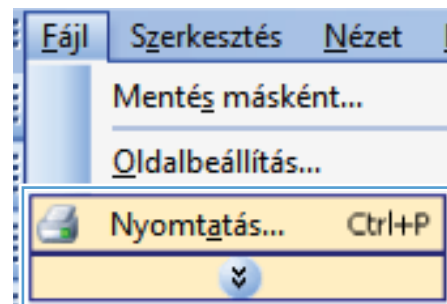 Fájl Szerkesztés Nézet
Mentés másként...
Oldalbeállítás...
Nyomtatás... Ctrl+P